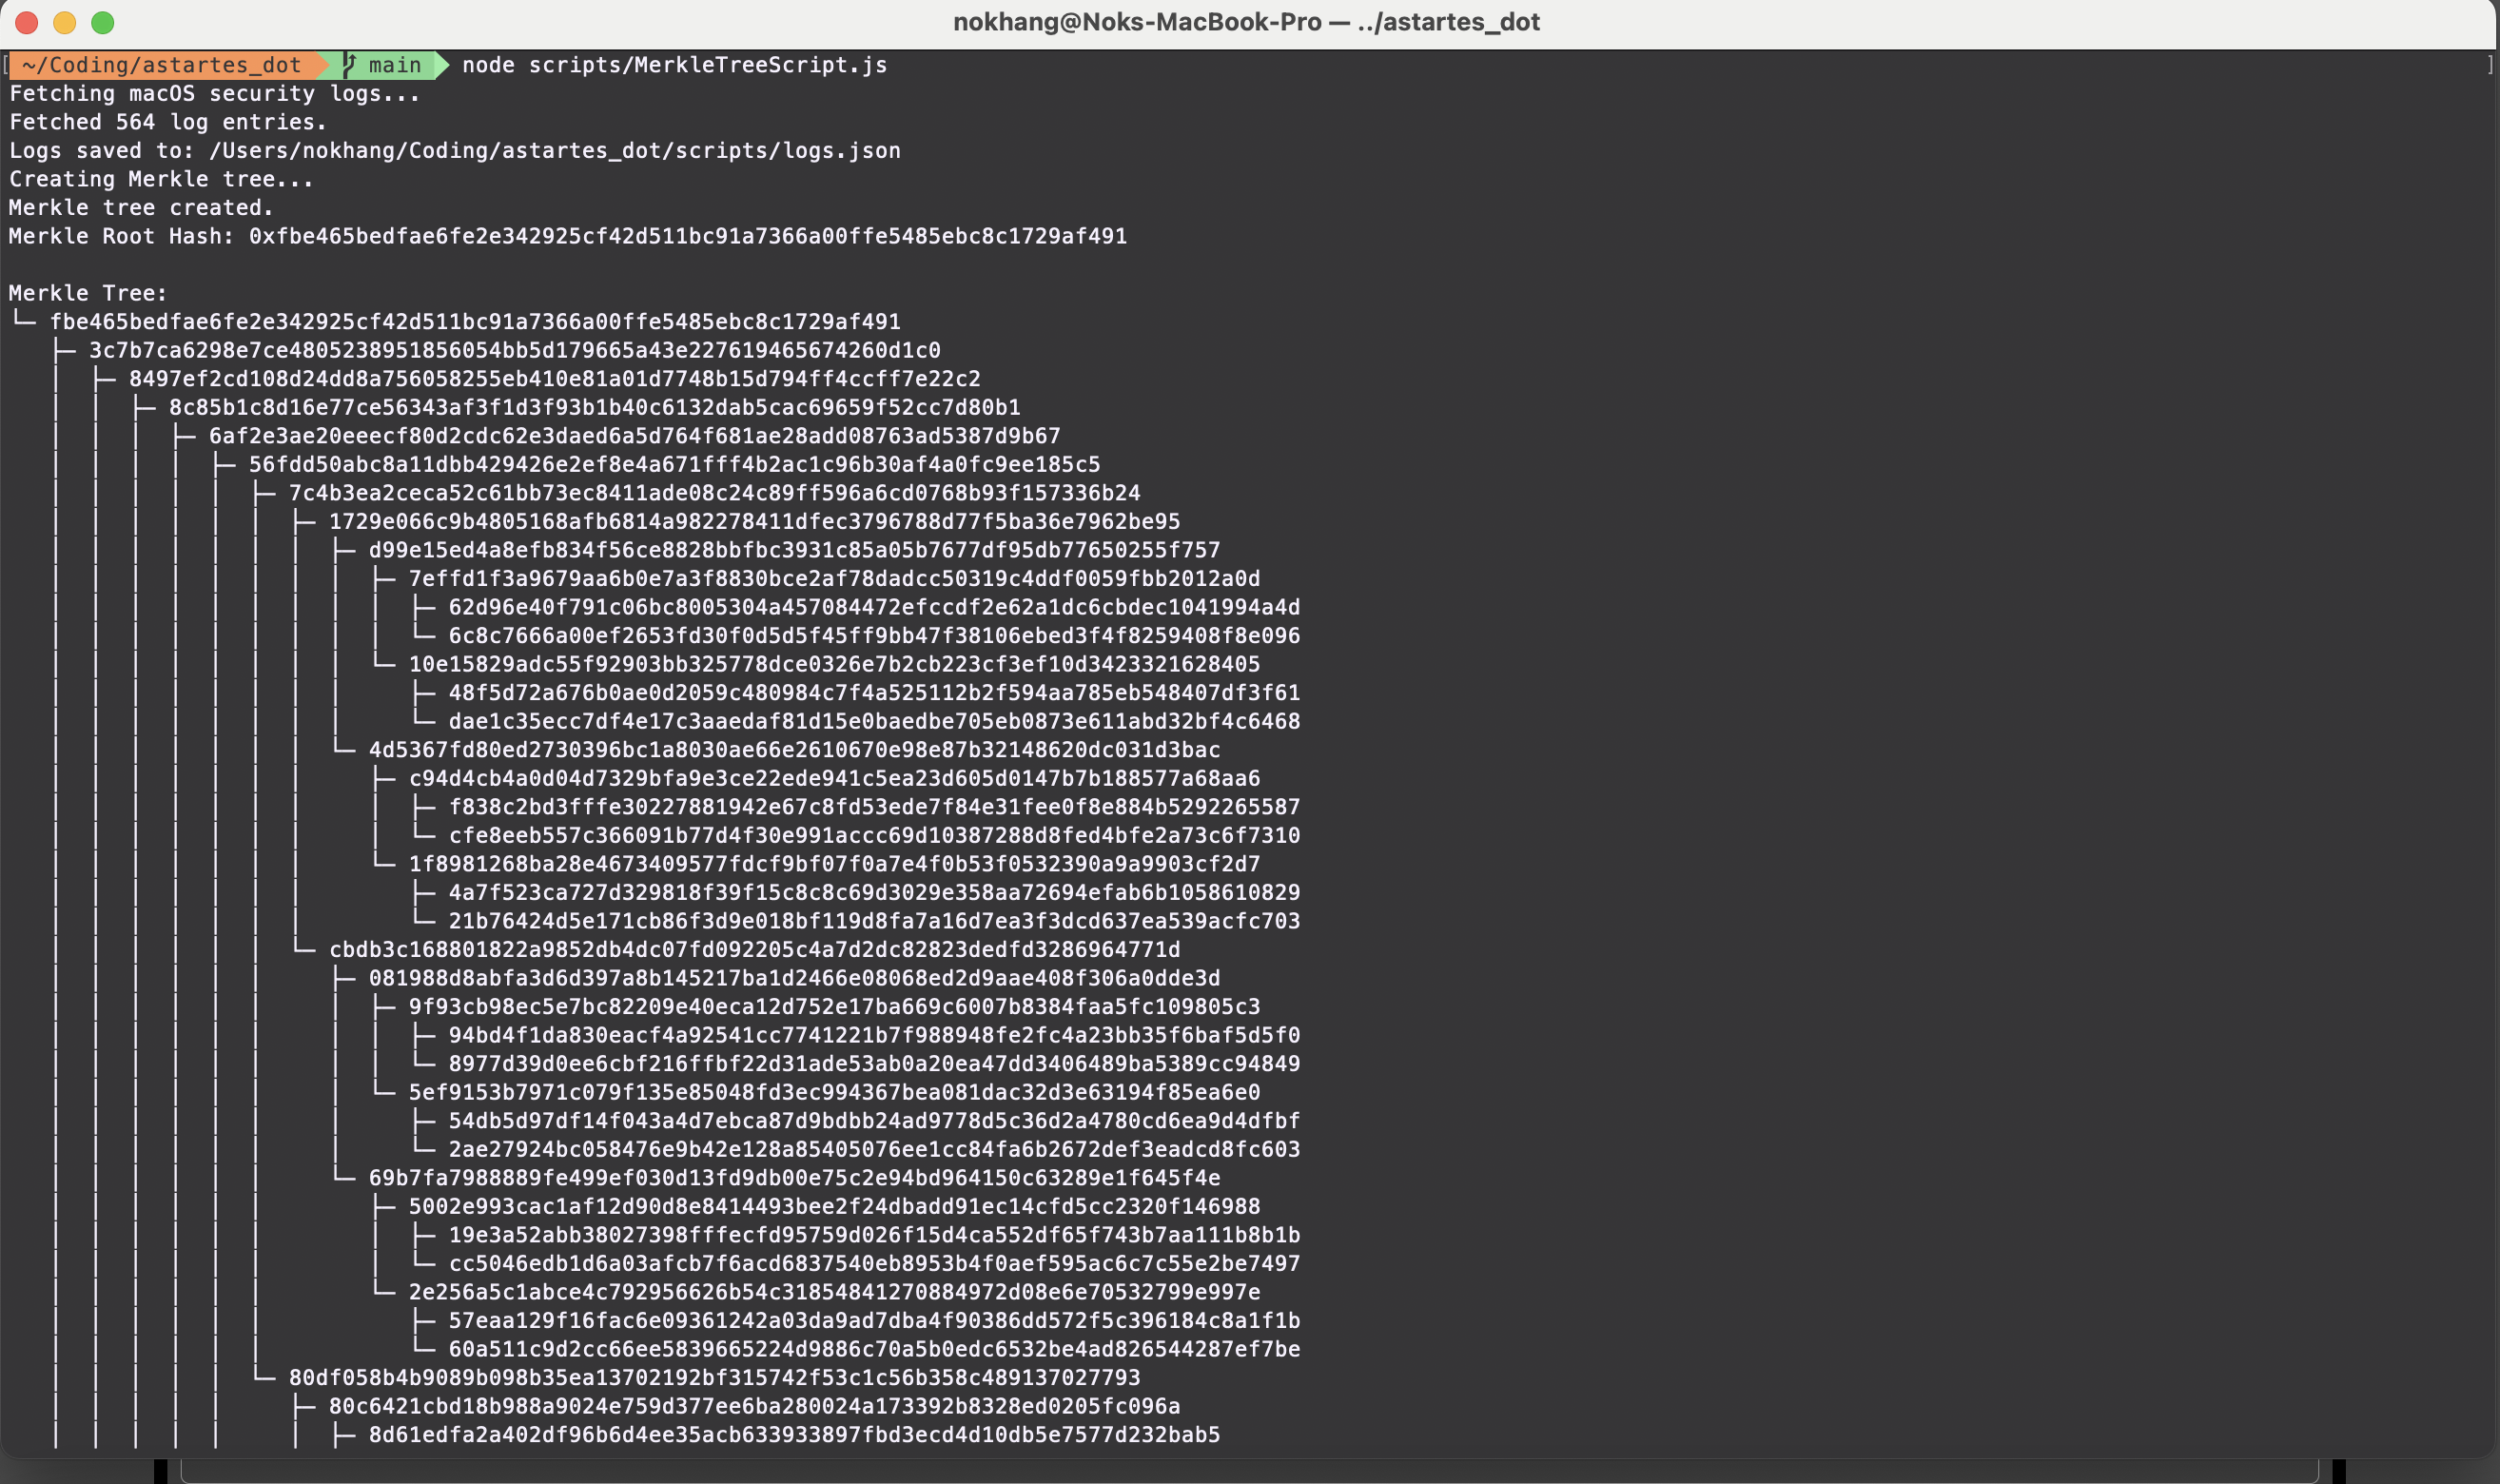 nokhang@Noks-MacBook-Pro — ../astartes_dot
[ ~/Coding/astartes_dot main node scripts/MerkleTreeScript.js ]
Fetching macOS security logs...
Fetched 564 log entries.
Logs saved to: /Users/nokhang/Coding/astartes_dot/scripts/logs.json
Creating Merkle tree...
Merkle tree created.
Merkle Root Hash: 0xfbe465bedfae6fe2e342925cf42d511bc91a7366a00ffe5485ebc8c1729af491
Merkle Tree:
└─ fbe465bedfae6fe2e342925cf42d511bc91a7366a00ffe5485ebc8c1729af491
├─ 3c7b7ca6298e7ce4805238951856054bb5d179665a43e227619465674260d1c0
│ ├─ 8497ef2cd108d24dd8a756058255eb410e81a01d7748b15d794ff4ccff7e22c2
│ │ ├─ 8c85b1c8d16e77ce56343af3f1d3f93b1b40c6132dab5cac69659f52cc7d80b1
│ │ │ ├─ 6af2e3ae20eeecf80d2cdc62e3daed6a5d764f681ae28add08763ad5387d9b67
│ │ │ │ ├─ 56fdd50abc8a11dbb429426e2ef8e4a671fff4b2ac1c96b30af4a0fc9ee185c5
│ │ │ │ │ ├─ 7c4b3ea2ceca52c61bb73ec8411ade08c24c89ff596a6cd0768b93f157336b24
│ │ │ │ │ │ ├─ 1729e066c9b4805168afb6814a982278411dfec3796788d77f5ba36e7962be95
│ │ │ │ │ │ │ ├─ d99e15ed4a8efb834f56ce8828bbfbc3931c85a05b7677df95db77650255f757
│ │ │ │ │ │ │ │ ├─ 7effd1f3a9679aa6b0e7a3f8830bce2af78dadcc50319c4ddf0059fbb2012a0d
│ │ │ │ │ │ │ │ │ ├─ 62d96e40f791c06bc8005304a457084472efccdf2e62a1dc6cbdec1041994a4d
│ │ │ │ │ │ │ │ │ └─ 6c8c7666a00ef2653fd30f0d5d5f45ff9bb47f38106ebed3f4f8259408f8e096
│ │ │ │ │ │ │ │ └─ 10e15829adc55f92903bb325778dce0326e7b2cb223cf3ef10d3423321628405
│ │ │ │ │ │ │ │ ├─ 48f5d72a676b0ae0d2059c480984c7f4a525112b2f594aa785eb548407df3f61
│ │ │ │ │ │ │ │ └─ dae1c35ecc7df4e17c3aaedaf81d15e0baedbe705eb0873e611abd32bf4c6468
│ │ │ │ │ │ │ └─ 4d5367fd80ed2730396bc1a8030ae66e2610670e98e87b32148620dc031d3bac
│ │ │ │ │ │ │ ├─ c94d4cb4a0d04d7329bfa9e3ce22ede941c5ea23d605d0147b7b188577a68aa6
│ │ │ │ │ │ │ │ ├─ f838c2bd3fffe30227881942e67c8fd53ede7f84e31fee0f8e884b5292265587
│ │ │ │ │ │ │ │ └─ cfe8eeb557c366091b77d4f30e991accc69d10387288d8fed4bfe2a73c6f7310
│ │ │ │ │ │ │ └─ 1f8981268ba28e4673409577fdcf9bf07f0a7e4f0b53f0532390a9a9903cf2d7
│ │ │ │ │ │ │ ├─ 4a7f523ca727d329818f39f15c8c8c69d3029e358aa72694efab6b1058610829
│ │ │ │ │ │ │ └─ 21b76424d5e171cb86f3d9e018bf119d8fa7a16d7ea3f3dcd637ea539acfc703
│ │ │ │ │ │ └─ cbdb3c168801822a9852db4dc07fd092205c4a7d2dc82823dedfd3286964771d
│ │ │ │ │ │ ├─ 081988d8abfa3d6d397a8b145217ba1d2466e08068ed2d9aae408f306a0dde3d
│ │ │ │ │ │ │ ├─ 9f93cb98ec5e7bc82209e40eca12d752e17ba669c6007b8384faa5fc109805c3
│ │ │ │ │ │ │ │ ├─ 94bd4f1da830eacf4a92541cc7741221b7f988948fe2fc4a23bb35f6baf5d5f0
│ │ │ │ │ │ │ │ └─ 8977d39d0ee6cbf216ffbf22d31ade53ab0a20ea47dd3406489ba5389cc94849
│ │ │ │ │ │ │ └─ 5ef9153b7971c079f135e85048fd3ec994367bea081dac32d3e63194f85ea6e0
│ │ │ │ │ │ │ ├─ 54db5d97df14f043a4d7ebca87d9bdbb24ad9778d5c36d2a4780cd6ea9d4dfbf
│ │ │ │ │ │ │ └─ 2ae27924bc058476e9b42e128a85405076ee1cc84fa6b2672def3eadcd8fc603
│ │ │ │ │ │ └─ 69b7fa7988889fe499ef030d13fd9db00e75c2e94bd964150c63289e1f645f4e
│ │ │ │ │ │ ├─ 5002e993cac1af12d90d8e8414493bee2f24dbadd91ec14cfd5cc2320f146988
│ │ │ │ │ │ │ ├─ 19e3a52abb38027398fffecfd95759d026f15d4ca552df65f743b7aa111b8b1b
│ │ │ │ │ │ │ └─ cc5046edb1d6a03afcb7f6acd6837540eb8953b4f0aef595ac6c7c55e2be7497
│ │ │ │ │ │ └─ 2e256a5c1abce4c792956626b54c31854841270884972d08e6e70532799e997e
│ │ │ │ │ │ ├─ 57eaa129f16fac6e09361242a03da9ad7dba4f90386dd572f5c396184c8a1f1b
│ │ │ │ │ │ └─ 60a511c9d2cc66ee5839665224d9886c70a5b0edc6532be4ad826544287ef7be
│ │ │ │ │ └─ 80df058b4b9089b098b35ea13702192bf315742f53c1c56b358c489137027793
│ │ │ │ │ ├─ 80c6421cbd18b988a9024e759d377ee6ba280024a173392b8328ed0205fc096a
│ │ │ │ │ │ ├─ 8d61edfa2a402df96b6d4ee35acb633933897fbd3ecd4d10db5e7577d232bab5